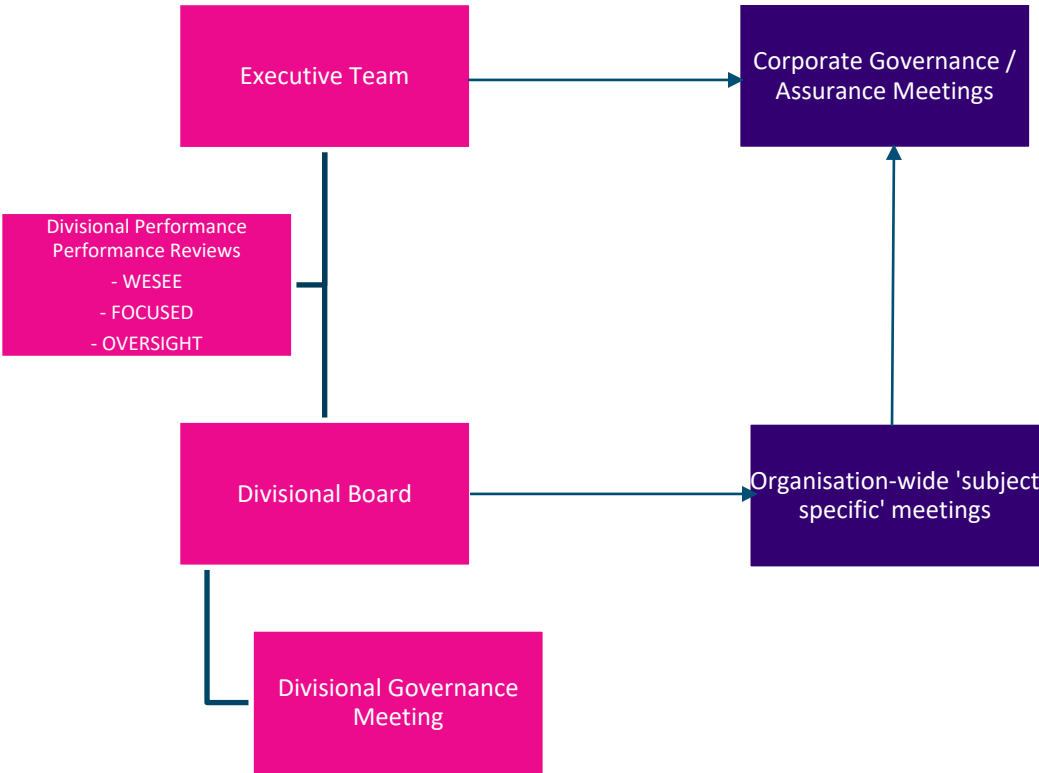 Executive Team
Corporate Governance /
Assurance Meetings
Divisional Performance
Performance Reviews
- WESEE
- FOCUSED
- OVERSIGHT
Divisional Board
Organisation-wide 'subject
specific' meetings
Divisional Governance
Meeting